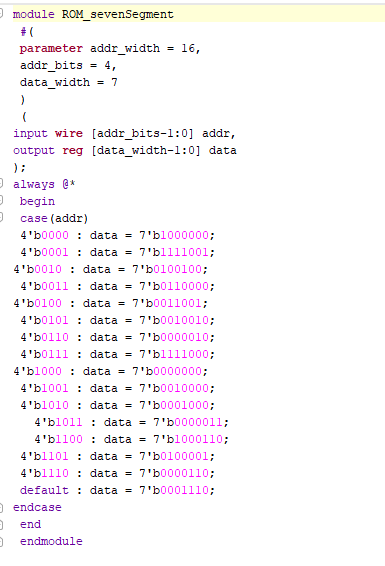 module ROM_sevenSegment
#(
parameter addr_width = 16,
addr_bits = 4,
data_width = 7
)
(
input wire [addr_bits-1:0] addr,
output reg [data_width-1:0] data
);
always @*
begin
case(addr)
4'b0000 : data = 7'b1000000;
4'b0001 : data = 7'b1111001;
4'b0010 : data = 7'b0100100;
4'b0011 : data = 7'b0110000;
4'b0100 : data = 7'b0011001;
4'b0101 : data = 7'b0010010;
4'b0110 : data = 7'b0000010;
4'b0111 : data = 7'b1111000;
4'b1000 : data = 7'b0000000;
4'b1001 : data = 7'b0010000;
4'b1010 : data = 7'b0001000;
4'b1011 : data = 7'b0000011;
4'b1100 : data = 7'b1000110;
4'b1101 : data = 7'b0100001;
4'b1110 : data = 7'b0000110;
default : data = 7'b0001110;
endcase
end
endmodule